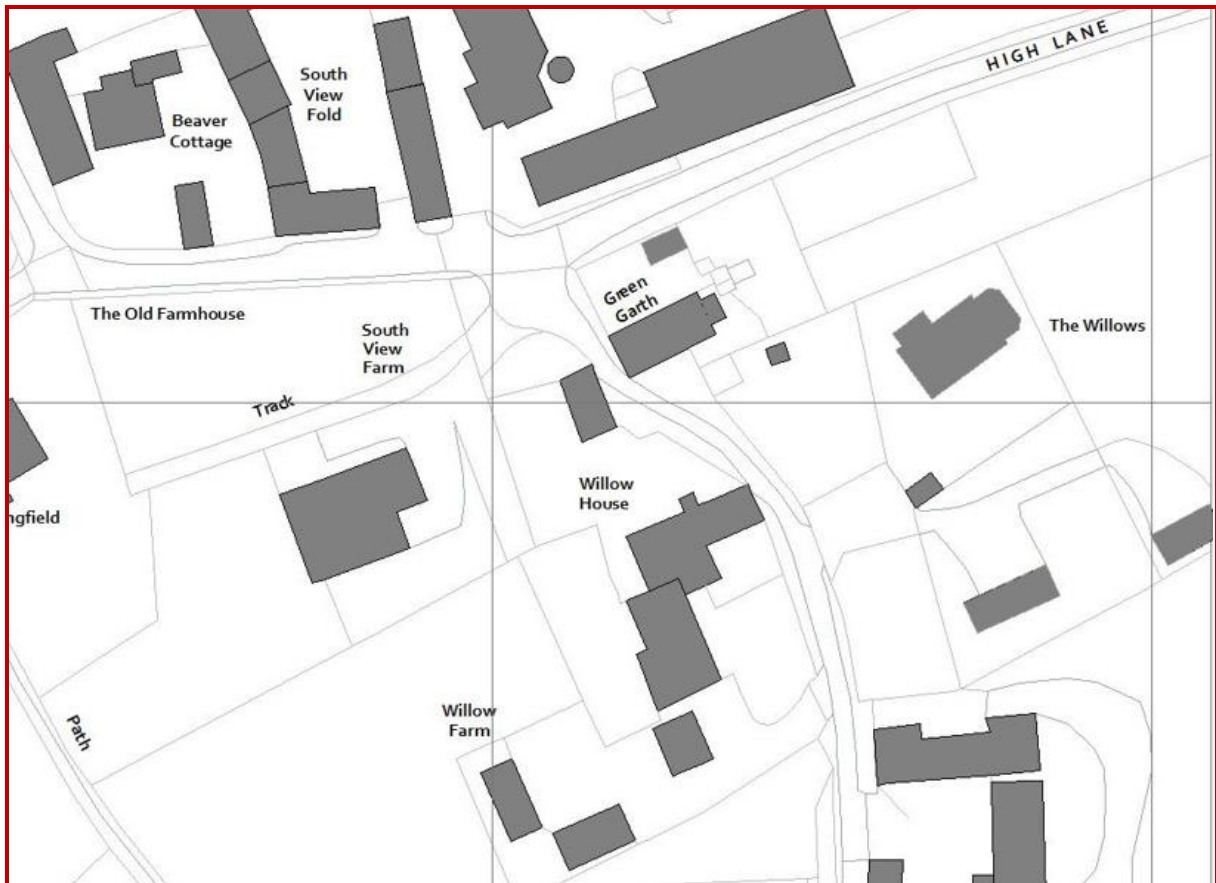 HIGH LANE
South
View
Fold
Beaver
Cottage
Green
Garth
The Old Farmhouse
South
View
Farm
The Willows
Track
Willow
House
ngfield
Willow
Farm
Path